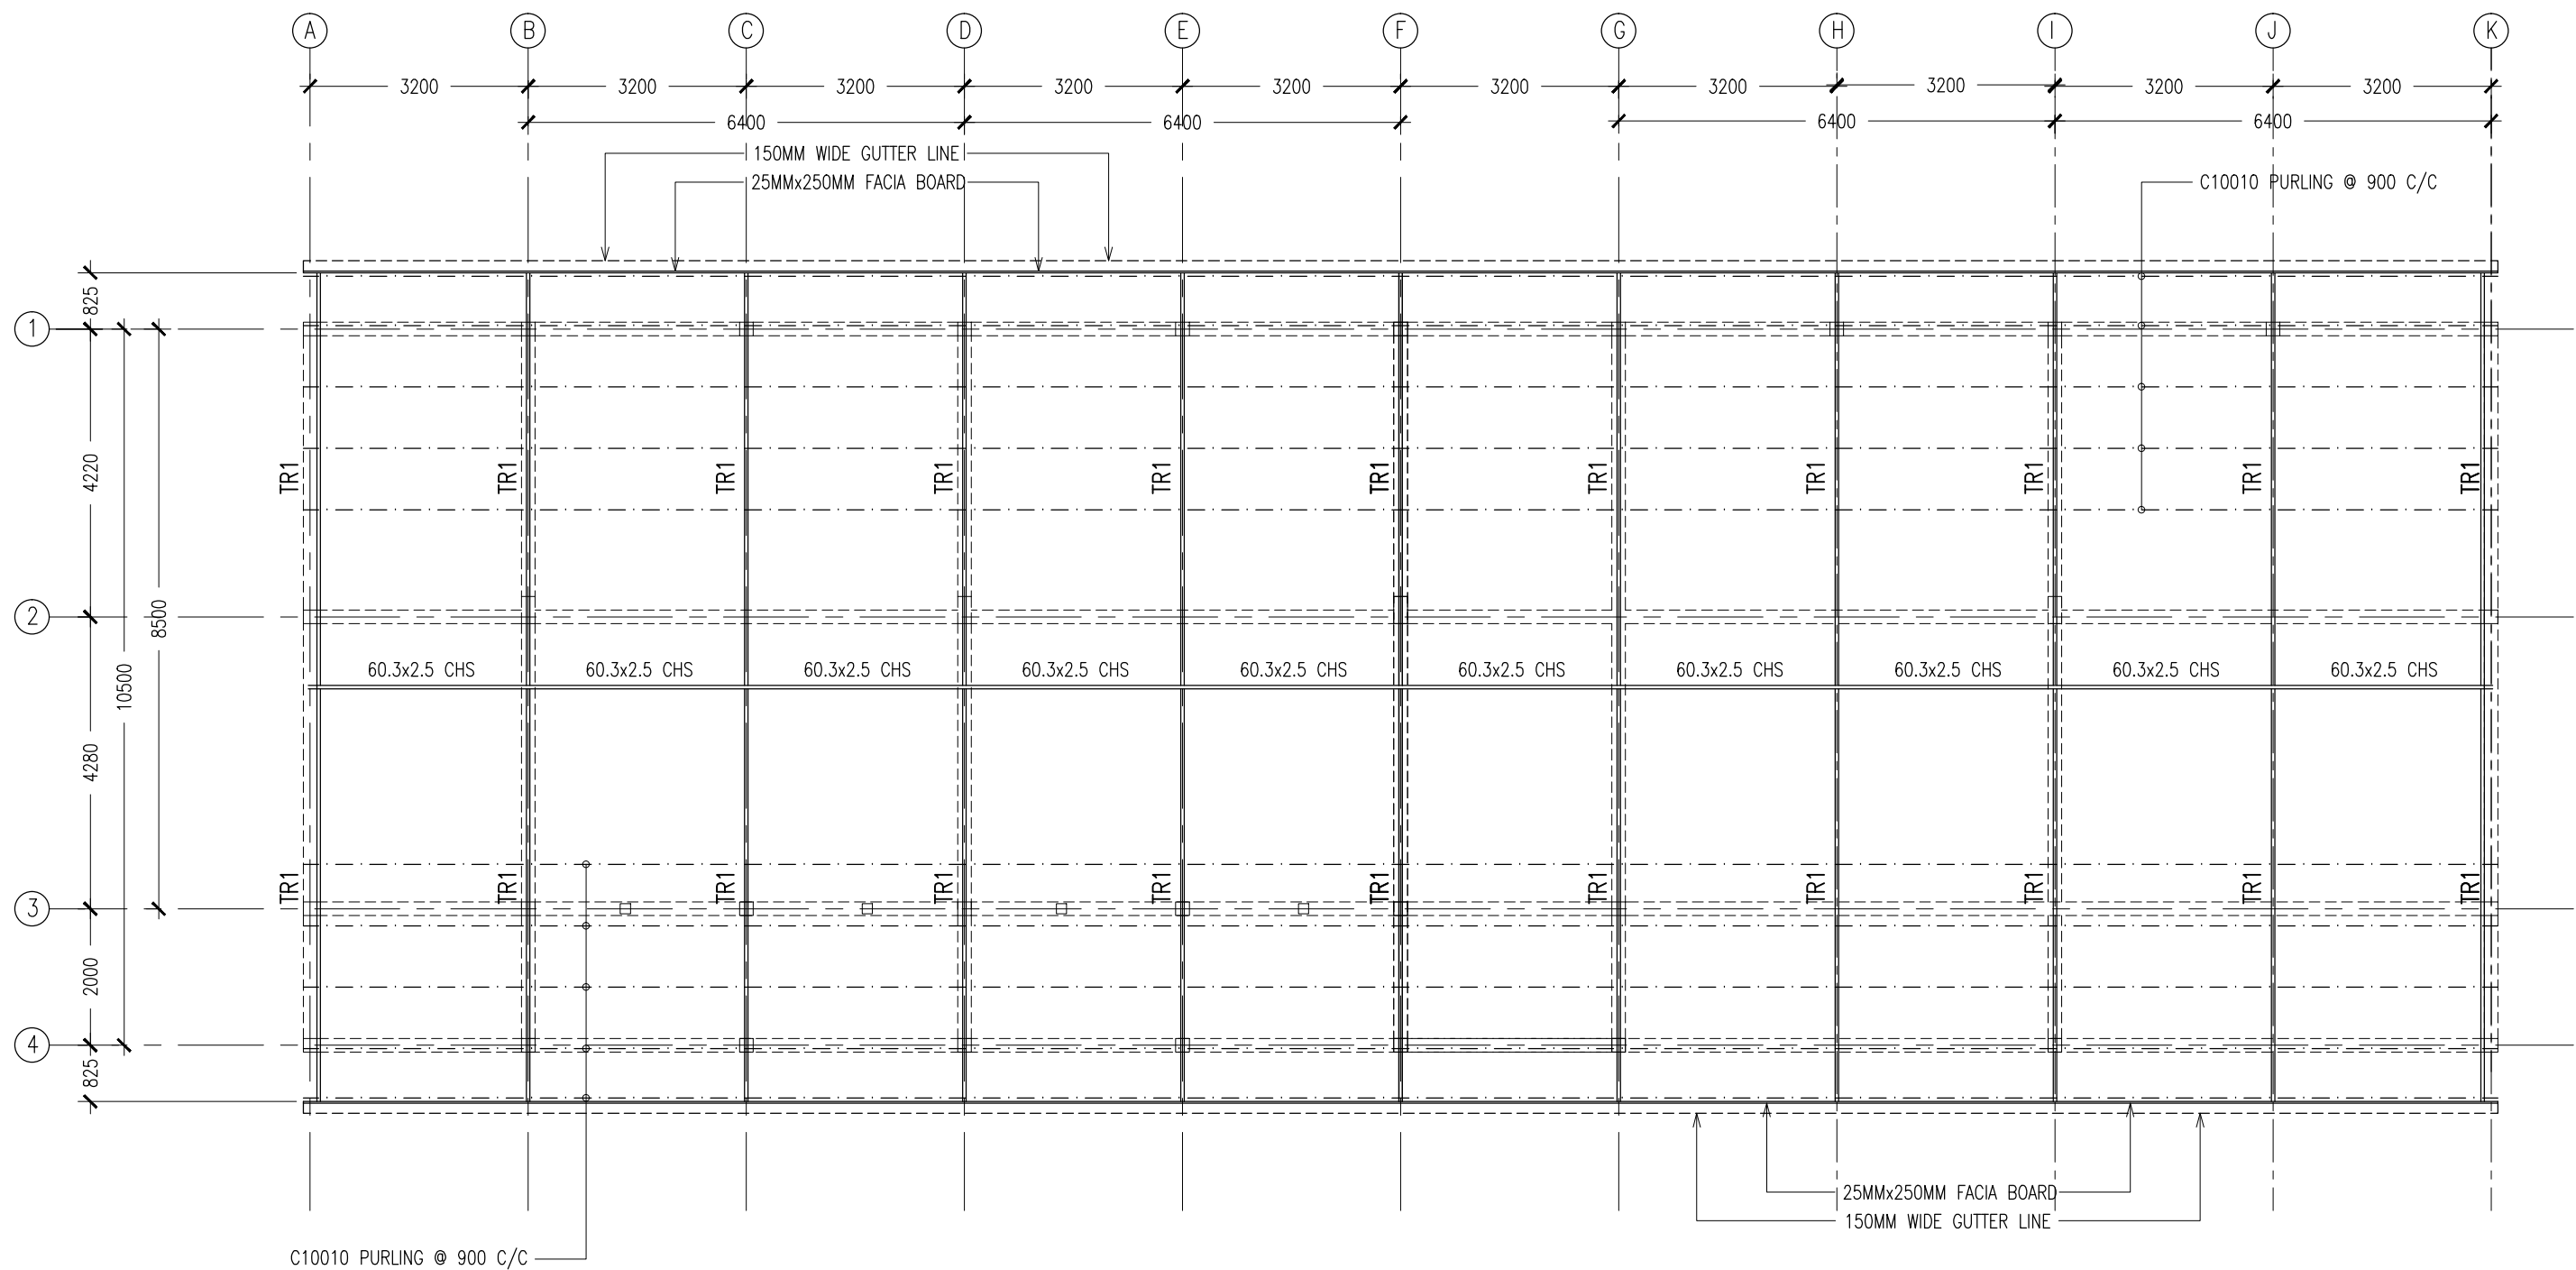 A B C D E F G H I J K
3200 3200 3200 3200 3200 3200 3200 3200 3200 3200
6400 6400 6400 6400
150MM WIDE GUTTER LINE
25MMx250MM FACIA BOARD
C10010 PURLING @ 900 C/C
825
1
4220
TR1 TR1 TR1 TR1 TR1 TR1 TR1 TR1 TR1 TR1 TR1
8500
2
10500
60.3x2.5 CHS 60.3x2.5 CHS 60.3x2.5 CHS 60.3x2.5 CHS 60.3x2.5 CHS 60.3x2.5 CHS 60.3x2.5 CHS 60.3x2.5 CHS 60.3x2.5 CHS 60.3x2.5 CHS
4280
TR1 TR1 TR1 TR1 TR1 TR1 TR1 TR1 TR1 TR1 TR1
3
2000
4
825
25MMx250MM FACIA BOARD
150MM WIDE GUTTER LINE
C10010 PURLING @ 900 C/C